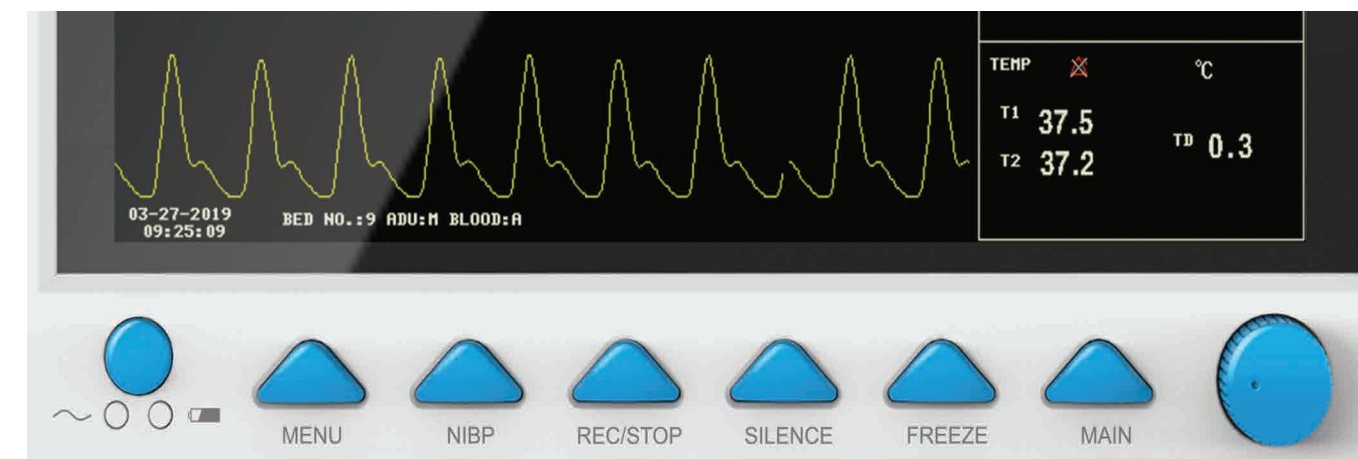 TEMP ℃
T1 37.5
T2 37.2
TD 0.3
03-27-2019
09:25:09
BED NO.:9 ADU:M BLOOD:A
MENU NIBP REC/STOP SILENCE FREEZE MAIN